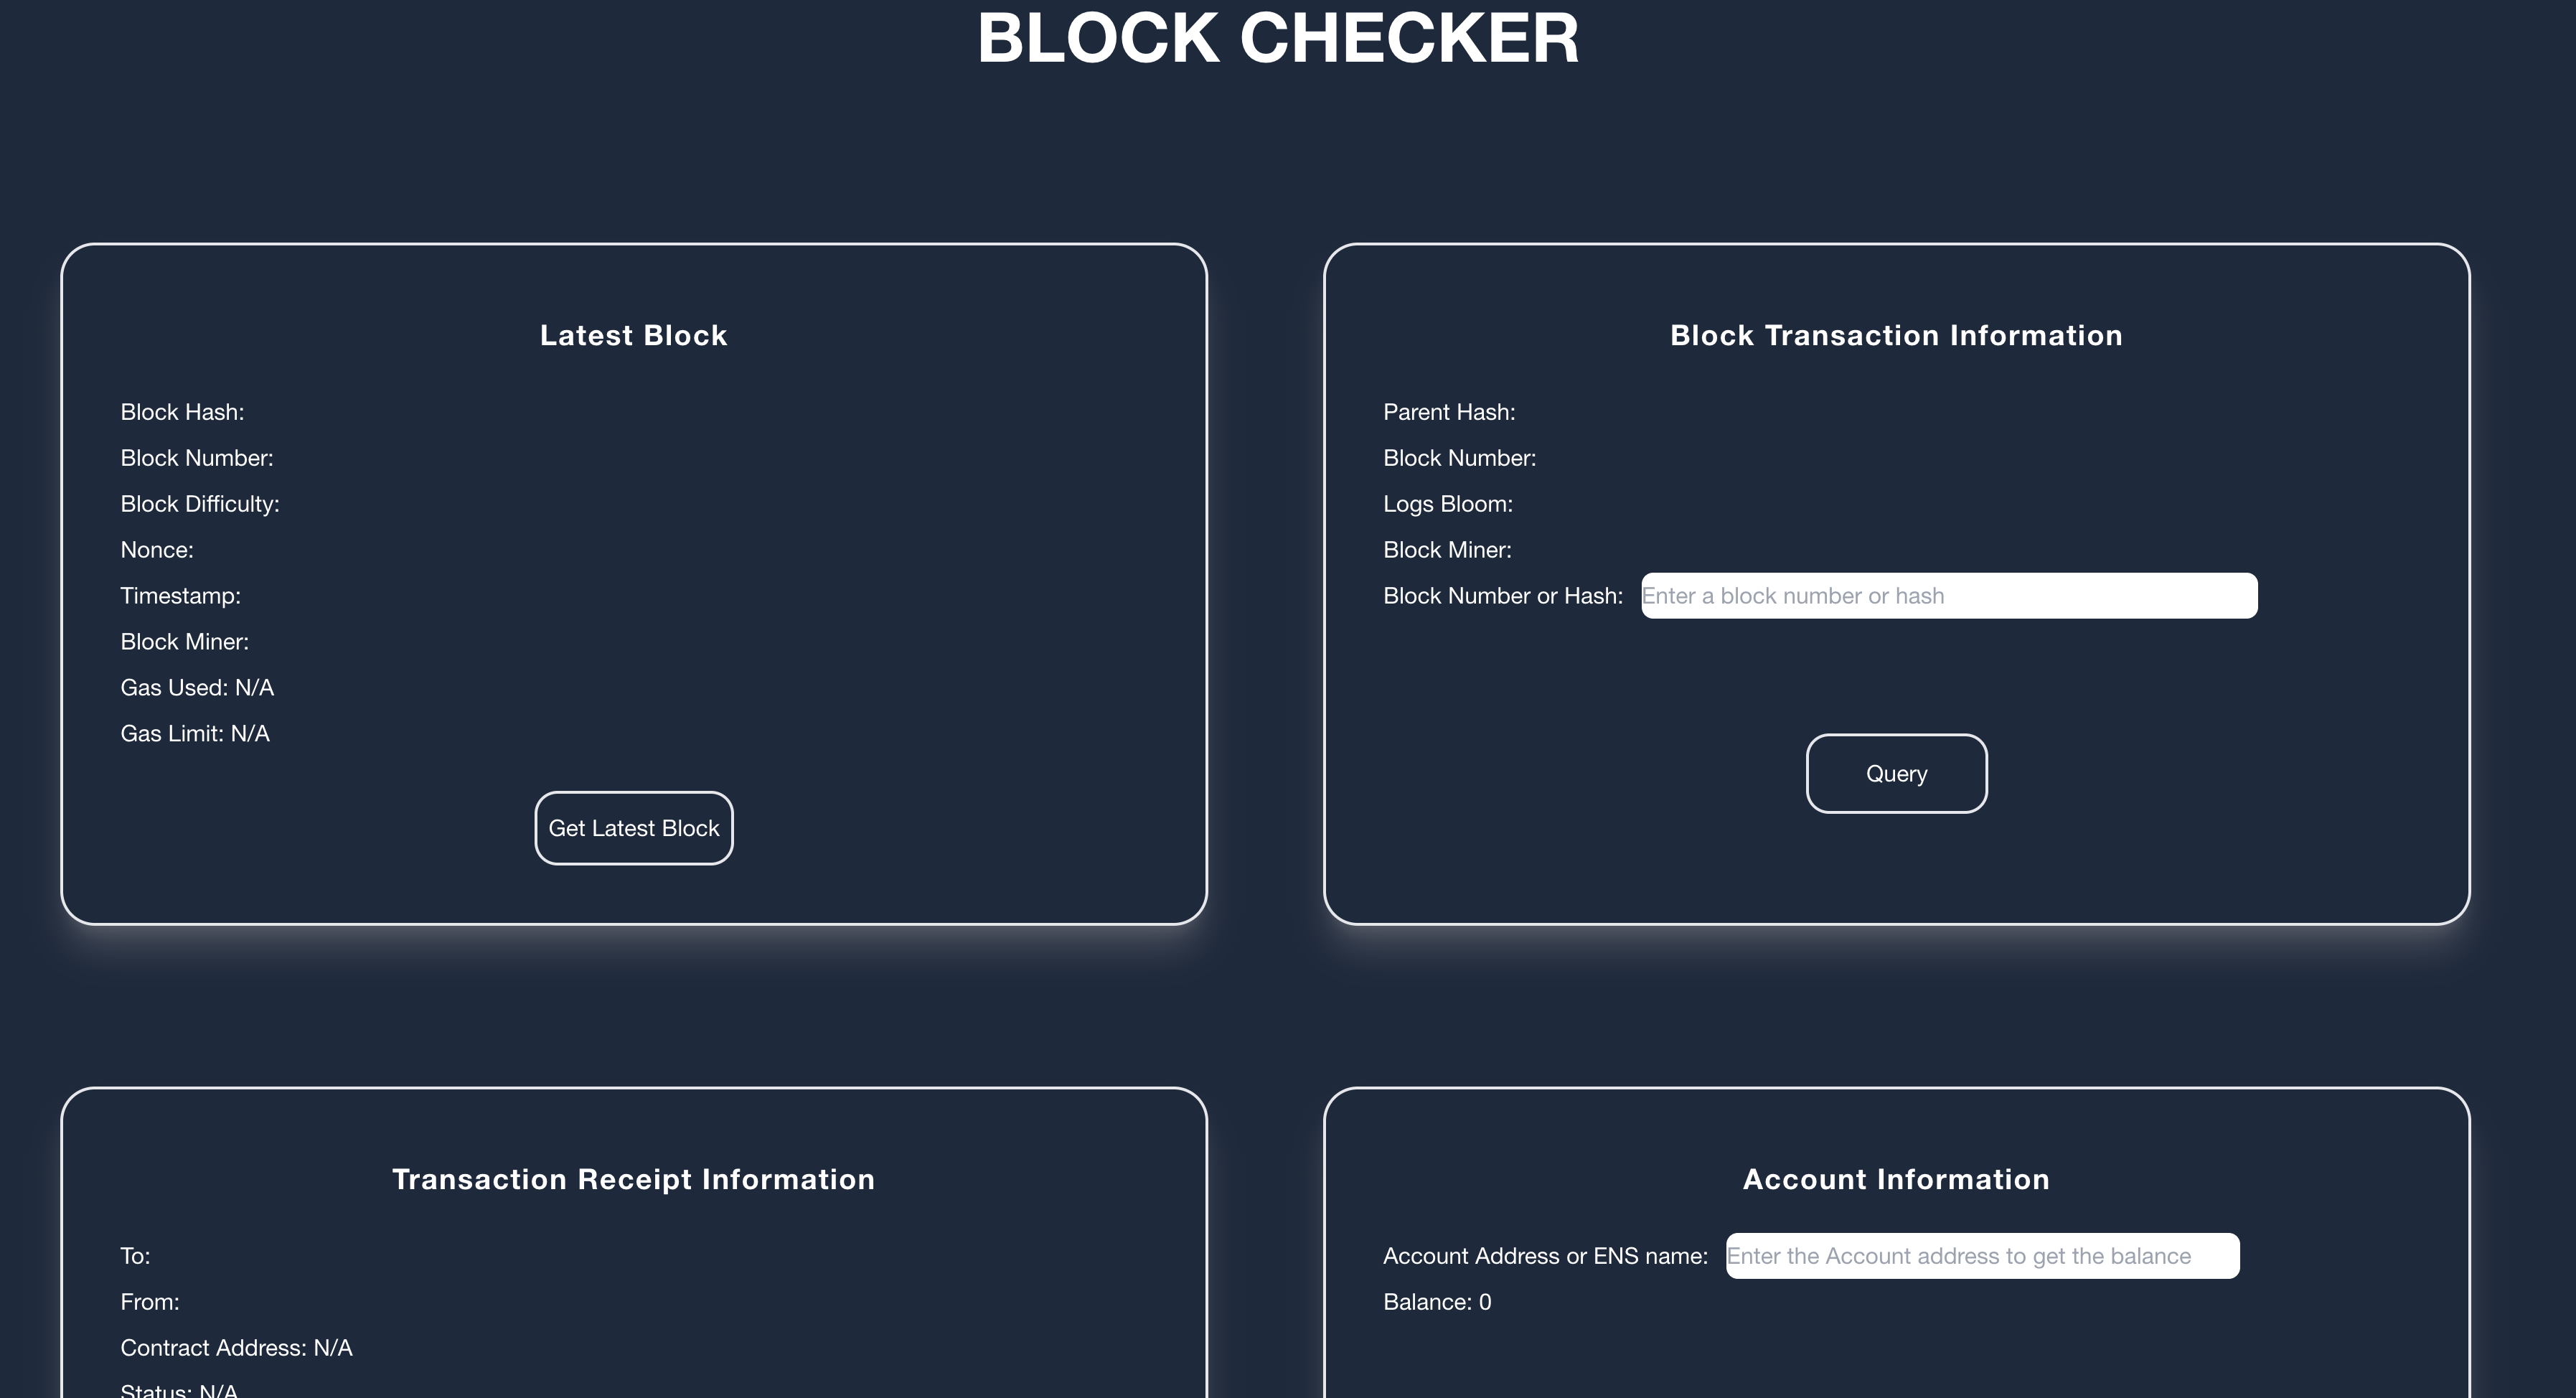 BLOCK CHECKER
Latest Block
Block Hash:
Block Number:
Block Difficulty:
Nonce:
Timestamp:
Block Miner:
Gas Used: N/A
Gas Limit: N/A
Get Latest Block
Block Transaction Information
Parent Hash:
Block Number:
Logs Bloom:
Block Miner:
Block Number or Hash: Enter a block number or hash
Query
Transaction Receipt Information
To:
From:
Contract Address: N/A
Status: N/A
Account Information
Account Address or ENS name: Enter the Account address to get the balance
Balance: 0